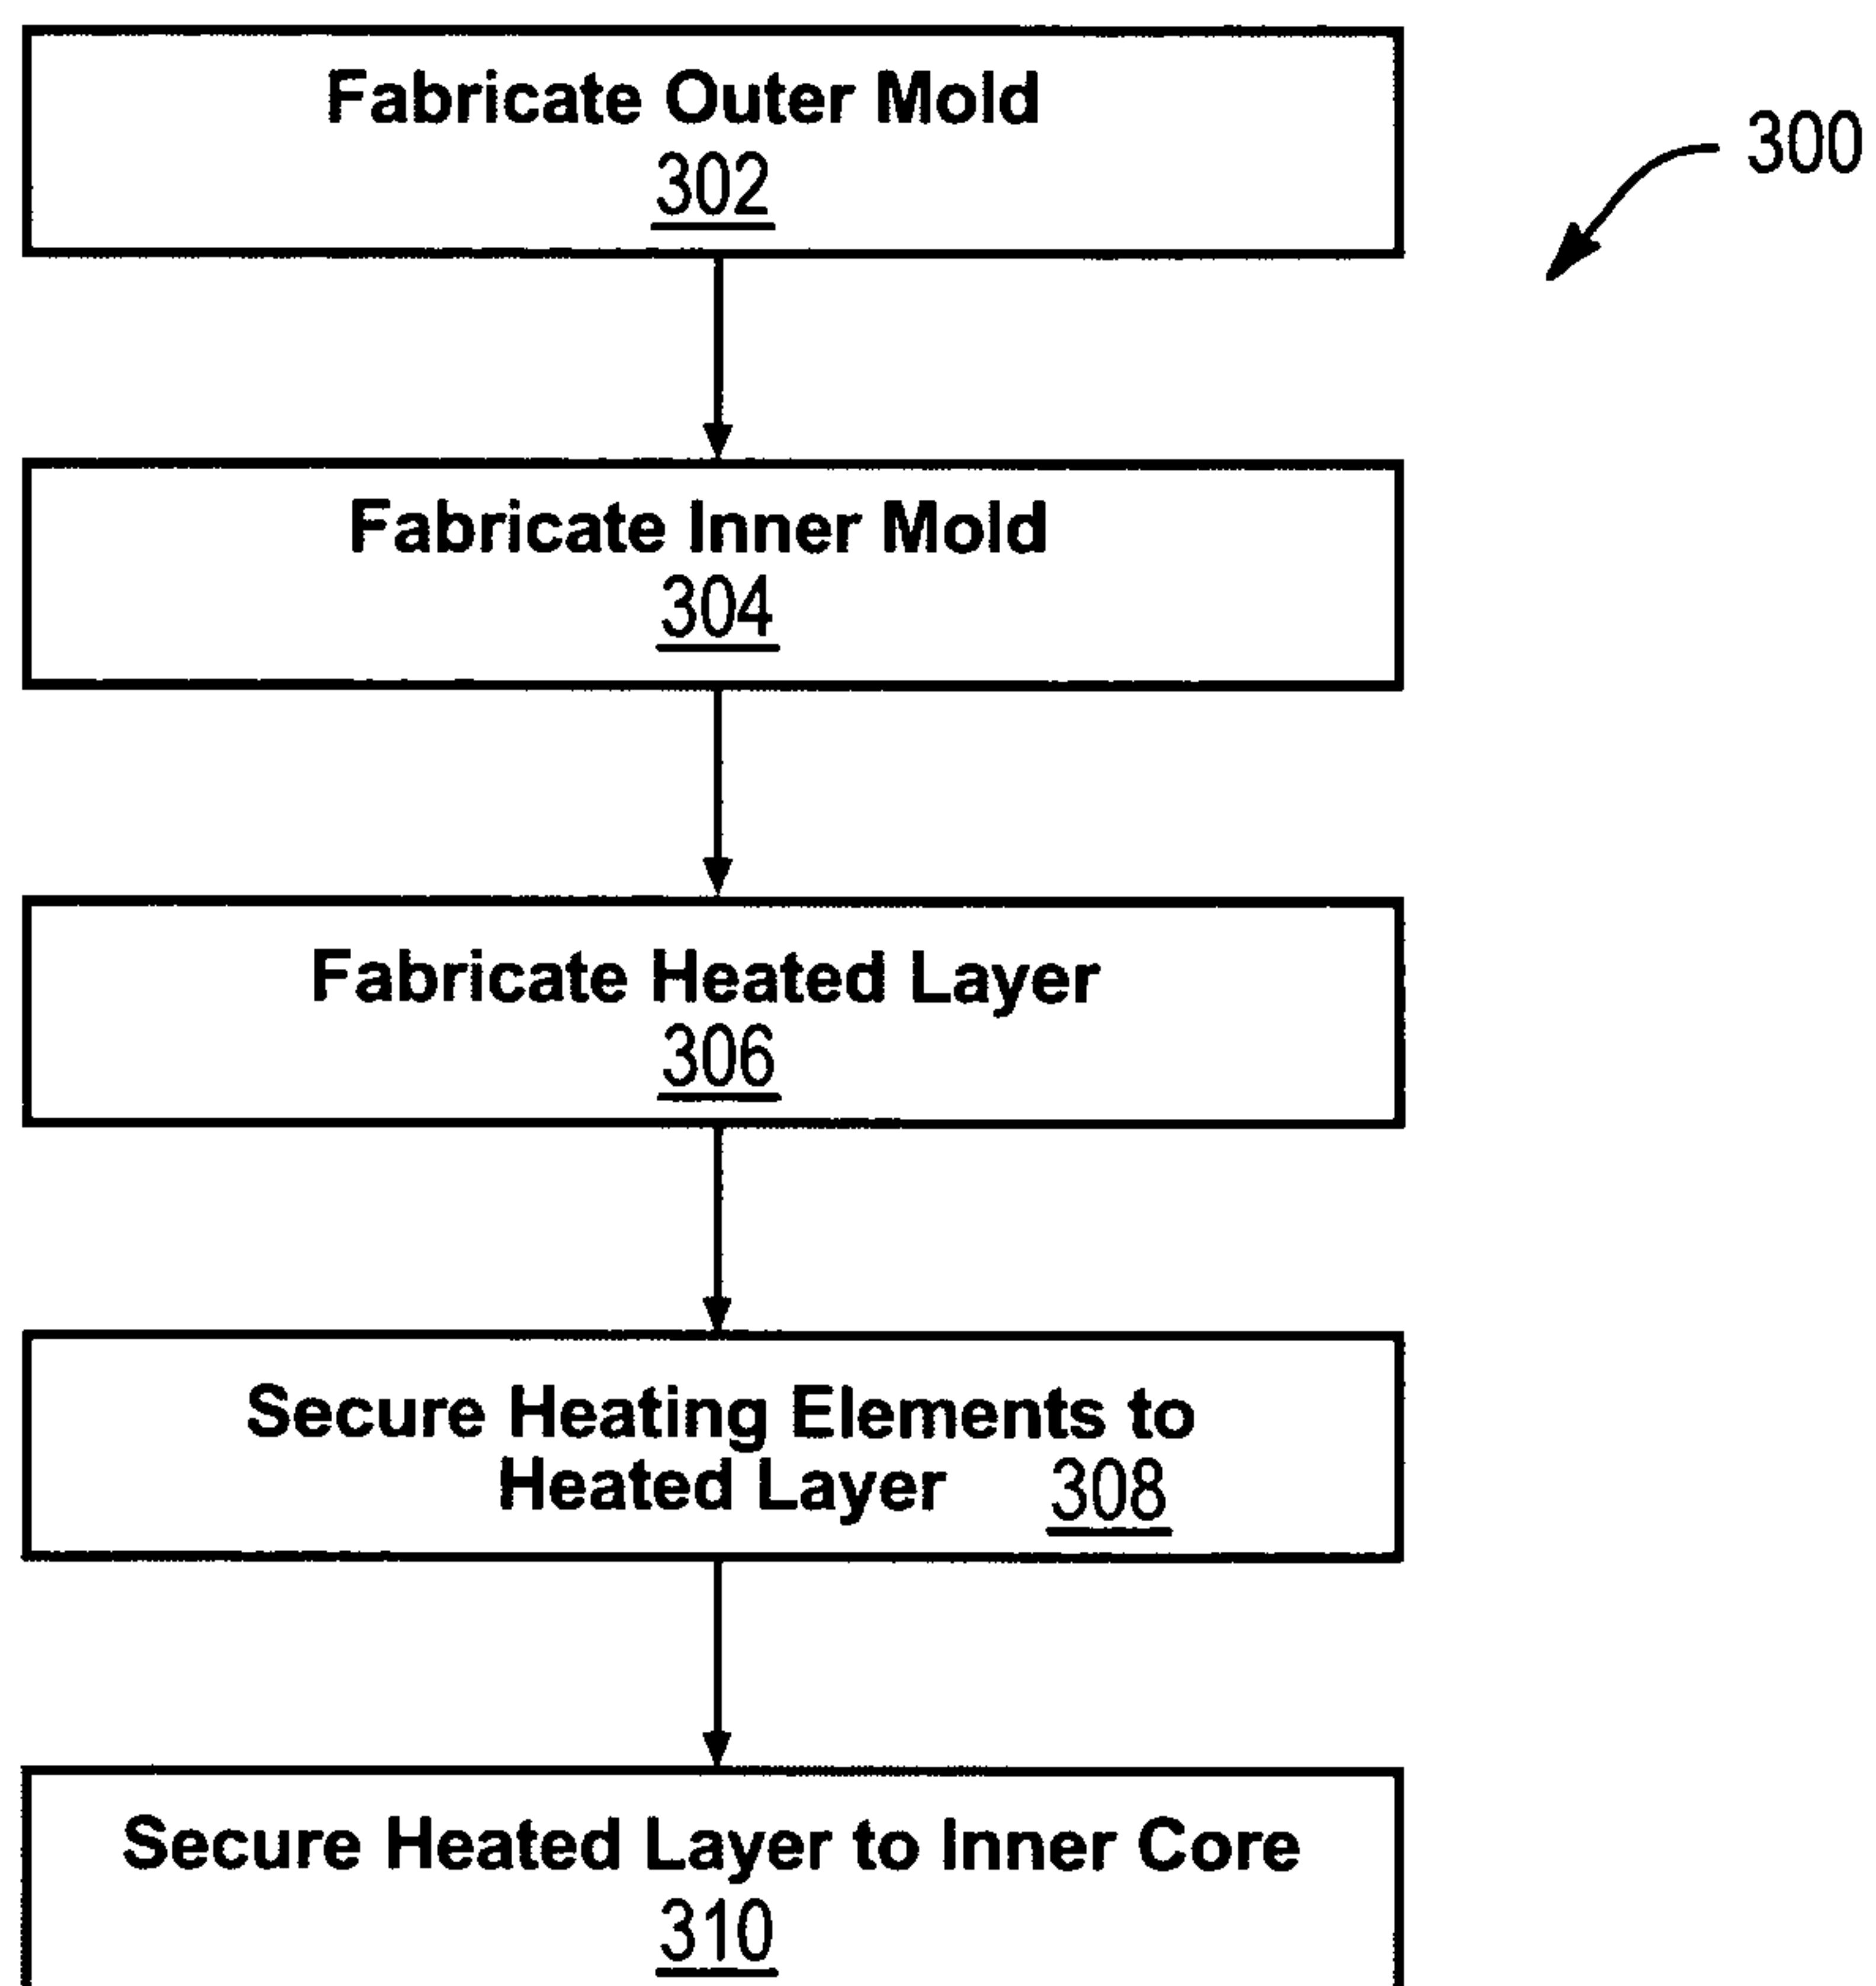 Fabricate Outer Mold
302
300
Fabricate Inner Mold
304
Fabricate Heated Layer
306
Secure Heating Elements to
Heated Layer 308
Secure Heated Layer to Inner Core
310